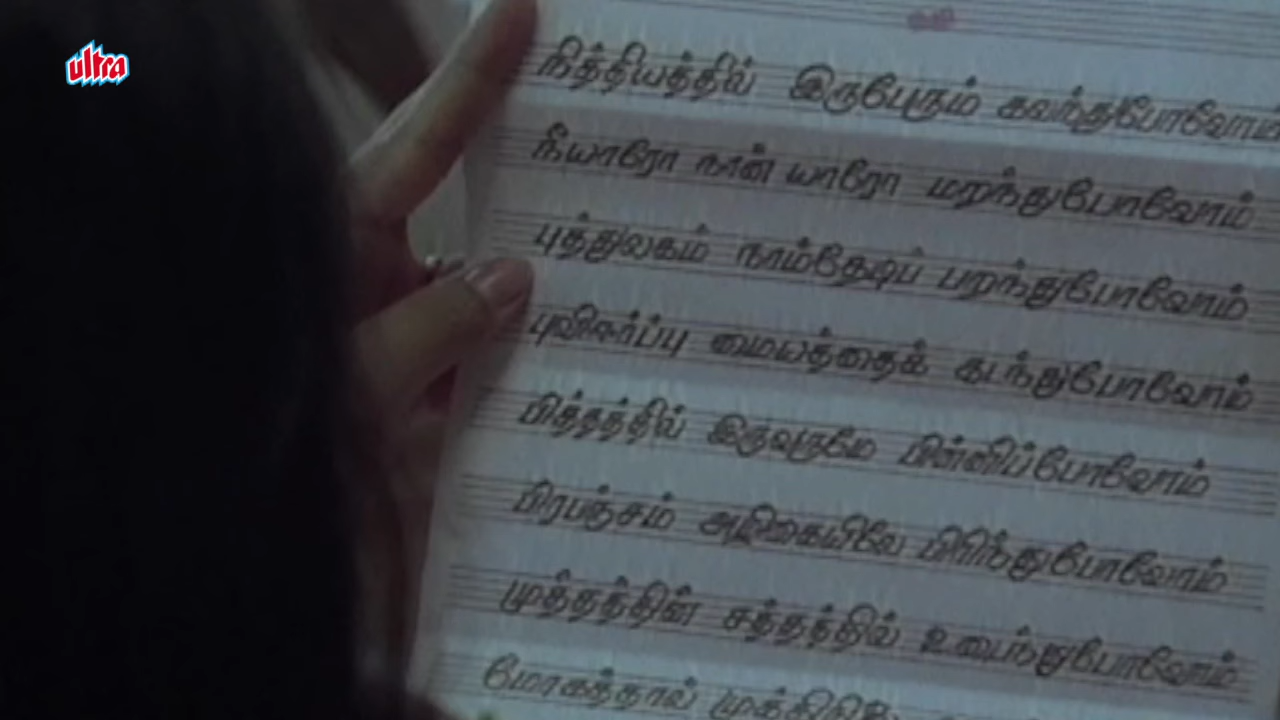 ultra
நித்தியத்தில் இருபேரும் கலந்துபோவோம்
நீயாரோ நான் யாரோ மறந்துபோவோம்
புத்துலகம் நாம்தேடிப் பறந்துபோவோம்
புவிஈர்ப்பு மையத்தைக் கடந்துபோவோம்
பித்தத்தில் இருவருமே பின்னிப்போவோம்
பிரபஞ்சம் அழிகையிலே பிரிந்துபோவோம்
முத்தத்தின் சத்தத்தில் உடைந்துபோவோம்
மோகத்தால்